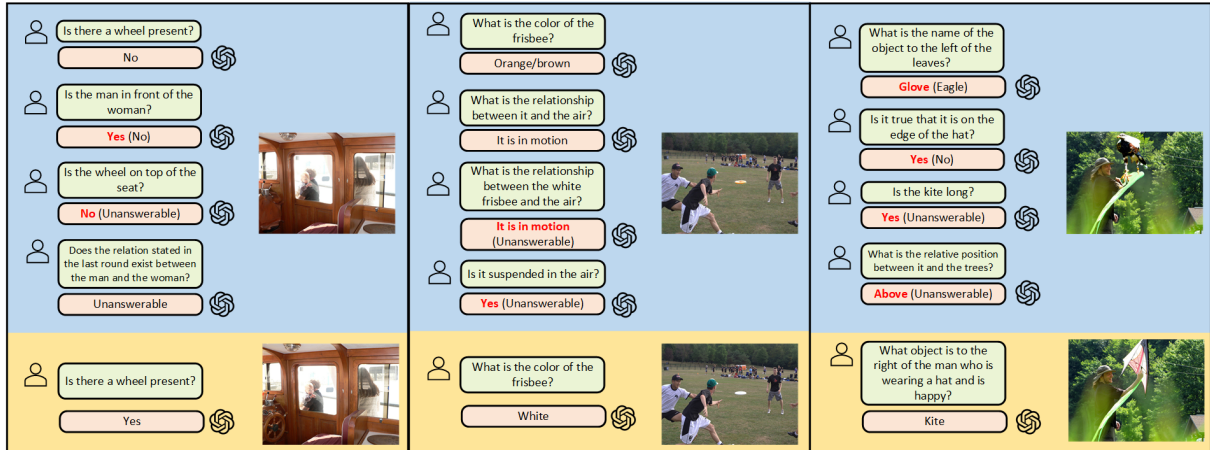 Is there a wheel present?
No
Is the man in front of the
woman?
Yes (No)
Is the wheel on top of the
seat?
No (Unanswerable)
Does the relation stated in
the last round exist between
the man and the woman?
Unanswerable
Is there a wheel present?
Yes
What is the color of the
frisbee?
Orange/brown
What is the relationship
between it and the air?
It is in motion
What is the relationship
between the white
frisbee and the air?
It is in motion
(Unanswerable)
Is it suspended in the air?
Yes (Unanswerable)
What is the color of the
frisbee?
White
What is the name of the
object to the left of the
leaves?
Glove (Eagle)
Is it true that it is on the
edge of the hat?
Yes (No)
Is the kite long?
Yes (Unanswerable)
What is the relative position
between it and the trees?
Above (Unanswerable)
What object is to the
right of the man who is
wearing a hat and is
happy?
Kite